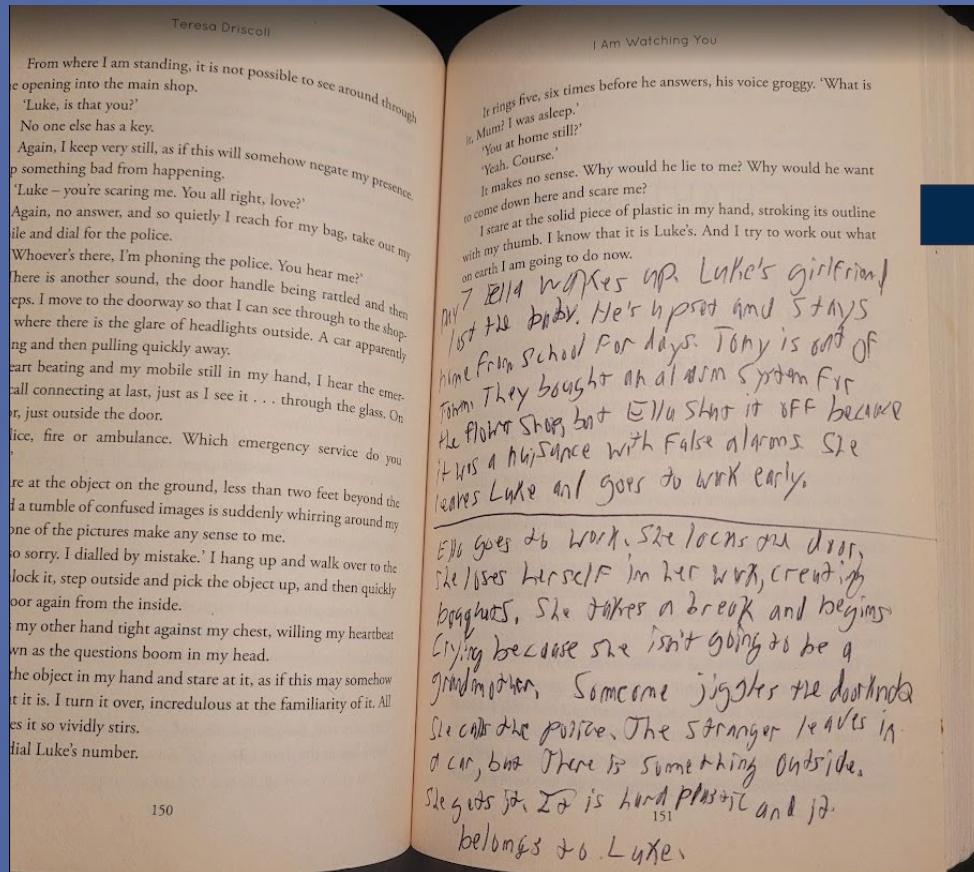 Teresa Driscoll
From where I am standing, it is not possible to see around through
e opening into the main shop.
'Luke, is that you?'
No one else has a key.
Again, I keep very still, as if this will somehow negate my presence.
p something bad from happening.
'Luke – you're scaring me. You all right, love?'
Again, no answer, and so quietly I reach for my bag, take out my
ile and dial for the police.
'Whoever's there, I'm phoning the police. You hear me?'
There is another sound, the door handle being rattled and then
eps. I move to the doorway so that I can see through to the shop-
where there is the glare of headlights outside. A car apparently
ng and then pulling quickly away.
eart beating and my mobile still in my hand, I hear the emer-
call connecting at last, just as I see it . . . through the glass. On
or, just outside the door.
lice, fire or ambulance. Which emergency service do you
'
re at the object on the ground, less than two feet beyond the
d a tumble of confused images is suddenly whirring around my
one of the pictures make any sense to me.
so sorry. I dialled by mistake.' I hang up and walk over to the
lock it, step outside and pick the object up, and then quickly
oor again from the inside.
my other hand tight against my chest, willing my heartbeat
wn as the questions boom in my head.
the object in my hand and stare at it, as if this may somehow
t it is. I turn it over, incredulous at the familiarity of it. All
es it so vividly stirs.
dial Luke's number.
150
I Am Watching You
It rings five, six times before he answers, his voice groggy. 'What is
it, Mum? I was asleep.'
'You at home still?'
'Yeah. Course.'
It makes no sense. Why would he lie to me? Why would he want
to come down here and scare me?
I stare at the solid piece of plastic in my hand, stroking its outline
with my thumb. I know that it is Luke's. And I try to work out what
on earth I am going to do now.
7 Ella wakes up. Luke's girlfriend
lost the baby. He's upset and stays
home from school for days. Tony is out of
Town. They bought an alarm system for
the flower shop, but Ella shut it off because
it was a nuisance with False alarms. She
leaves Luke and goes to work early.
Ella goes to work. She locks the door,
she loses herself in her work, creating
bouquets. She takes a break and begins
Crying because she isn't going to be a
grandmother. Someone jiggles the doorknob
She calls the police. The stranger leaves in
a car, but There is something outside.
She gets it. It is hard plastic and it
151
belongs to Luke.